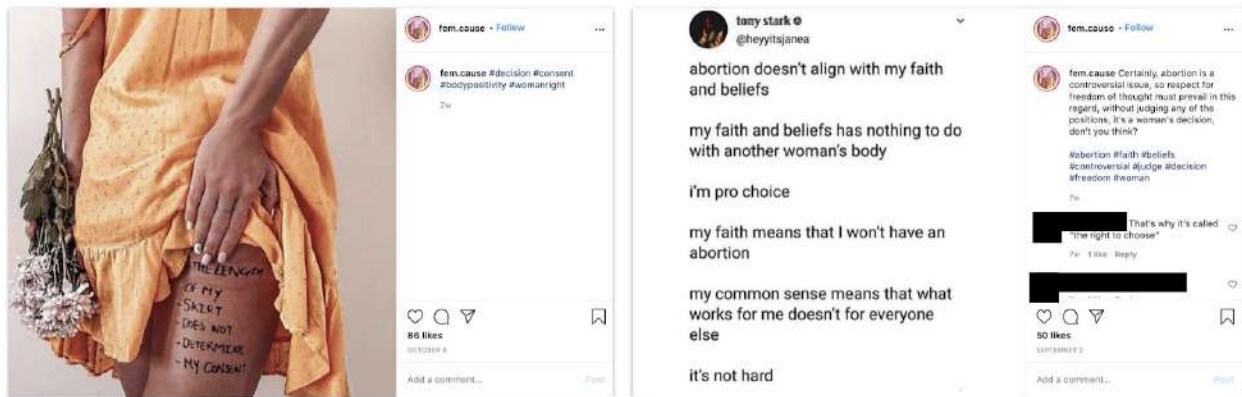 fem.cause • Follow
fem.cause #decision #consent
#bodypositivity #womanright
2w
THE LENGTH
- OF MY
- SKIRT
- DOES NOT
- DETERMINE
- MY CONSENT
86 likes
OCTOBER 8
Add a comment...
Post
tony stark
@heyyitsjanea
abortion doesn't align with my faith
and beliefs
my faith and beliefs has nothing to do
with another woman's body
i'm pro choice
my faith means that I won't have an
abortion
my common sense means that what
works for me doesn't for everyone
else
it's not hard
fem.cause • Follow
fem.cause Certainly, abortion is a
controversial issue, so respect for
freedom of thought must prevail in this
regard, without judging any of the
positions, it's a woman's decision,
don't you think?
#abortion #faith #beliefs
#controversial #judge #decision
#freedom #woman
7w
That's why it's called
"the right to choose"
7w 1 like Reply
50 likes
SEPTEMBER 2
Add a comment...
Post